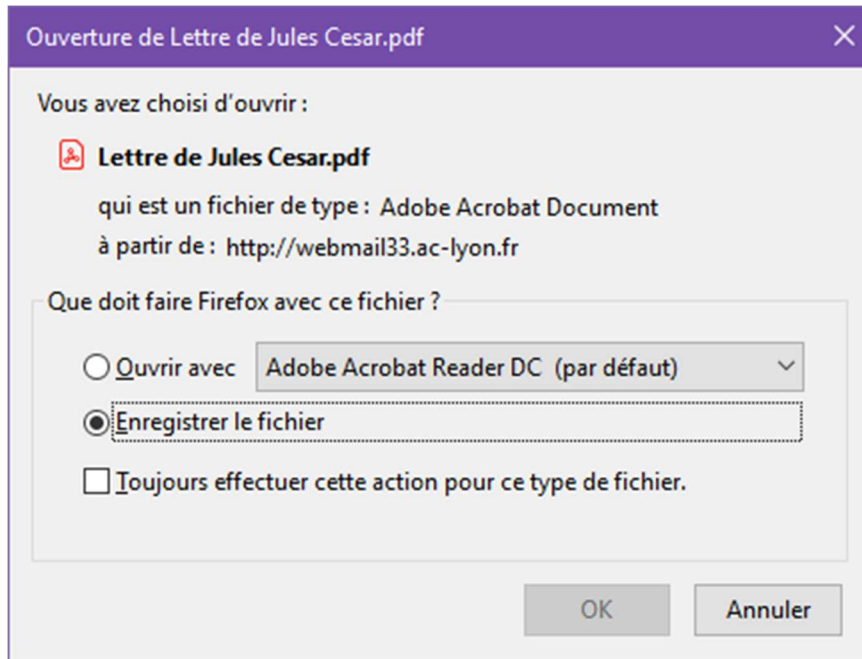 Ouverture de Lettre de Jules Cesar.pdf
Vous avez choisi d'ouvrir :
Lettre de Jules Cesar.pdf
qui est un fichier de type : Adobe Acrobat Document
à partir de : http://webmail33.ac-lyon.fr
Que doit faire Firefox avec ce fichier ?
Ouvrir avec Adobe Acrobat Reader DC (par défaut)
Enregistrer le fichier
Toujours effectuer cette action pour ce type de fichier.
OK Annuler